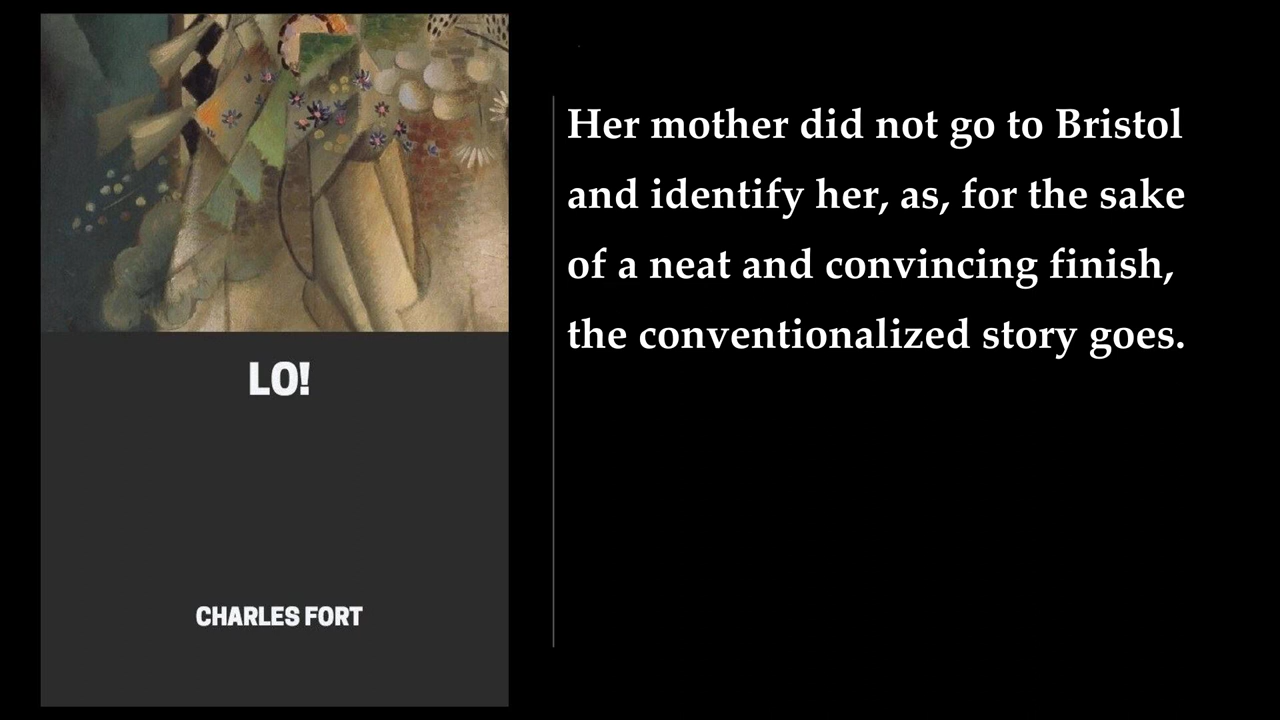 LO!
CHARLES FORT
Her mother did not go to Bristol
and identify her, as, for the sake
of a neat and convincing finish,
the conventionalized story goes.